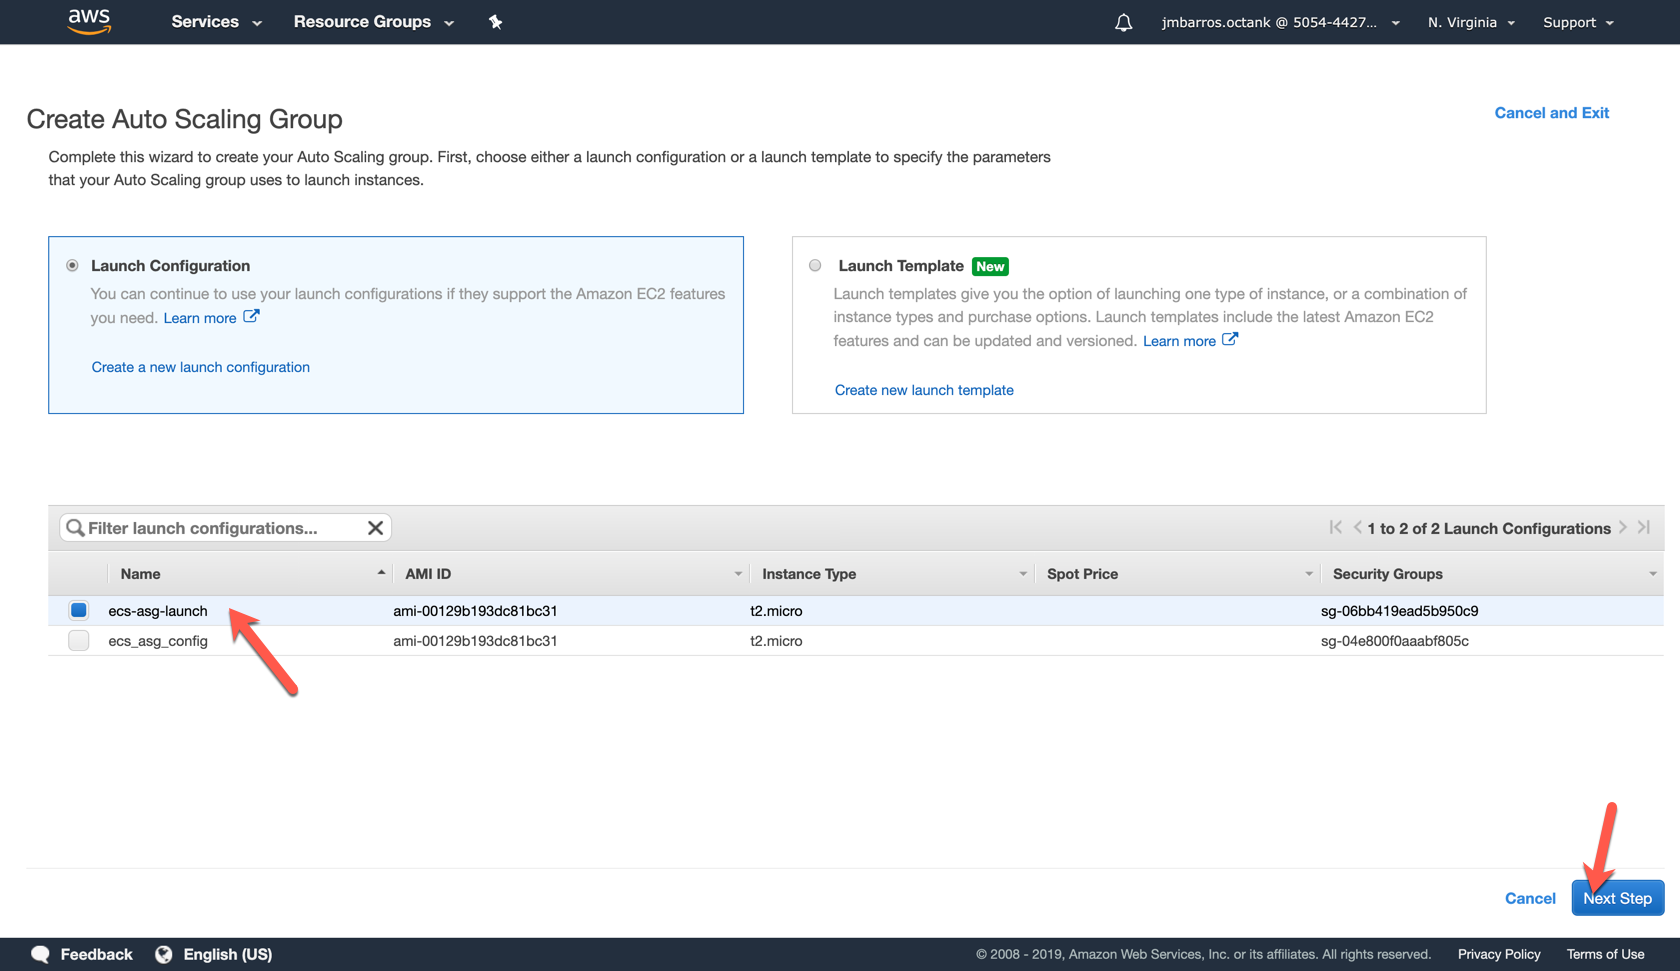 aws Services Resource Groups jmbarros.octank @ 5054-4427... N. Virginia Support
Create Auto Scaling Group
Cancel and Exit
Complete this wizard to create your Auto Scaling group. First, choose either a launch configuration or a launch template to specify the parameters
that your Auto Scaling group uses to launch instances.
Launch Configuration
You can continue to use your launch configurations if they support the Amazon EC2 features
you need. Learn more
Create a new launch configuration
Launch Template New
Launch templates give you the option of launching one type of instance, or a combination of
instance types and purchase options. Launch templates include the latest Amazon EC2
features and can be updated and versioned. Learn more
Create new launch template
Filter launch configurations...
1 to 2 of 2 Launch Configurations
Name AMI ID Instance Type Spot Price Security Groups
ecs-asg-launch ami-00129b193dc81bc31 t2.micro sg-06bb419ead5b950c9
ecs_asg_config ami-00129b193dc81bc31 t2.micro sg-04e800f0aaabf805c
Cancel Next Step
Feedback English (US) © 2008 - 2019, Amazon Web Services, Inc. or its affiliates. All rights reserved. Privacy Policy Terms of Use